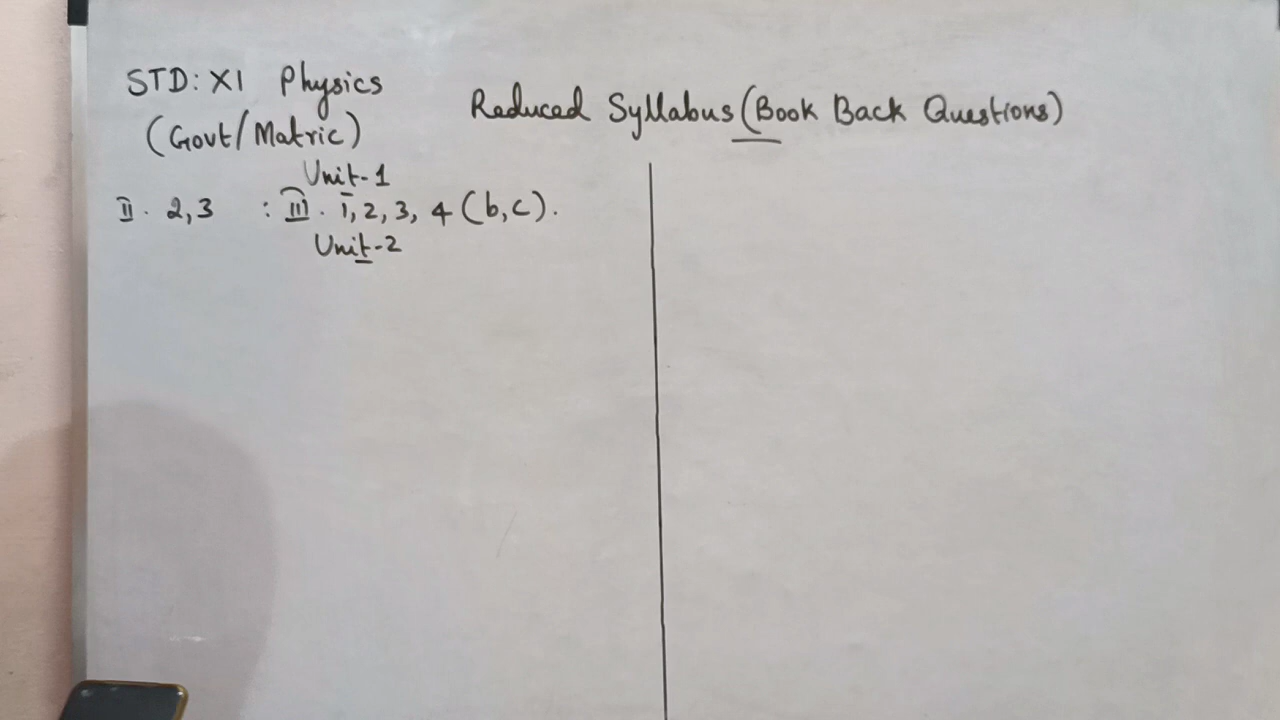 STD: XI Physics
(Govt/Matric)
Reduced Syllabus (Book Back Questions)
Unit-1
II. 2,3 : III. 1, 2, 3, 4 (b,c).
Unit-2